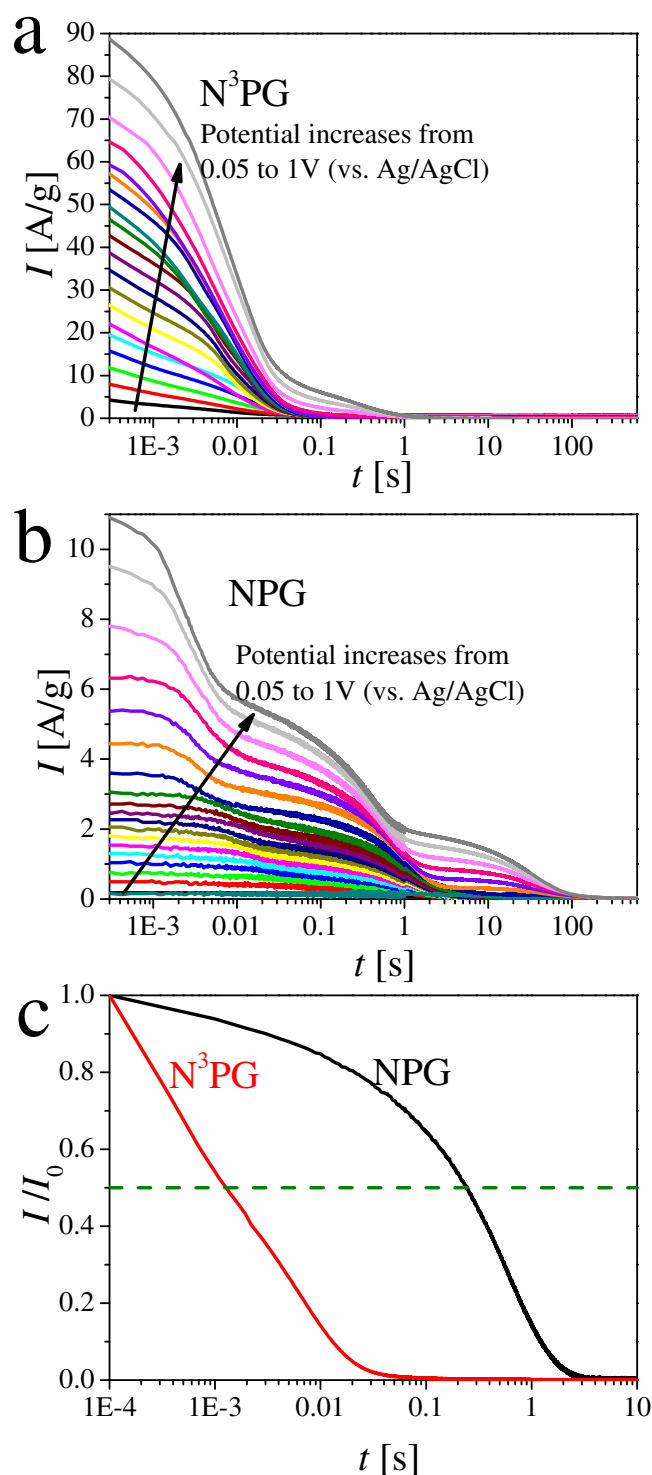 a
90
80
70
60
50
40
30
20
10
0
I [A/g]
N³PG
Potential increases from
0.05 to 1V (vs. Ag/AgCl)
1E-3 0.01 0.1 1 10 100
t [s]
b
10
8
6
4
2
0
I [A/g]
NPG
Potential increases from
0.05 to 1V (vs. Ag/AgCl)
1E-3 0.01 0.1 1 10 100
t [s]
c
1.0
0.8
0.6
0.4
0.2
0.0
I/I₀
N³PG NPG
1E-4 1E-3 0.01 0.1 1 10
t [s]